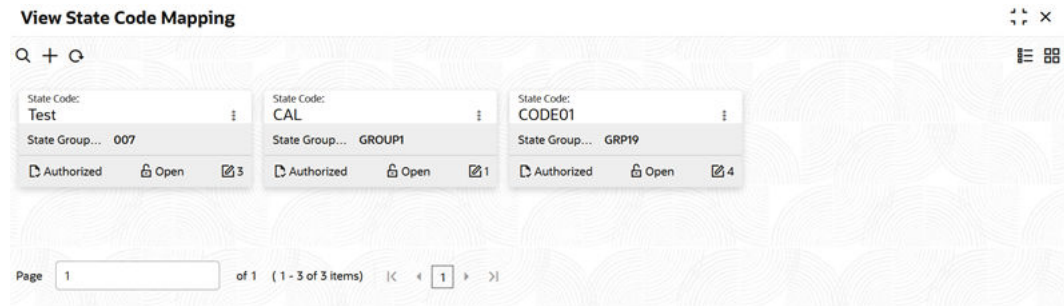 View State Code Mapping
State Code: State Code: State Code:
Test CAL CODE01
State Group... 007 State Group... GROUP1 State Group... GRP19
Authorized Open 3 Authorized Open 1 Authorized Open 4
Page 1 of 1 (1 - 3 of 3 items) 1